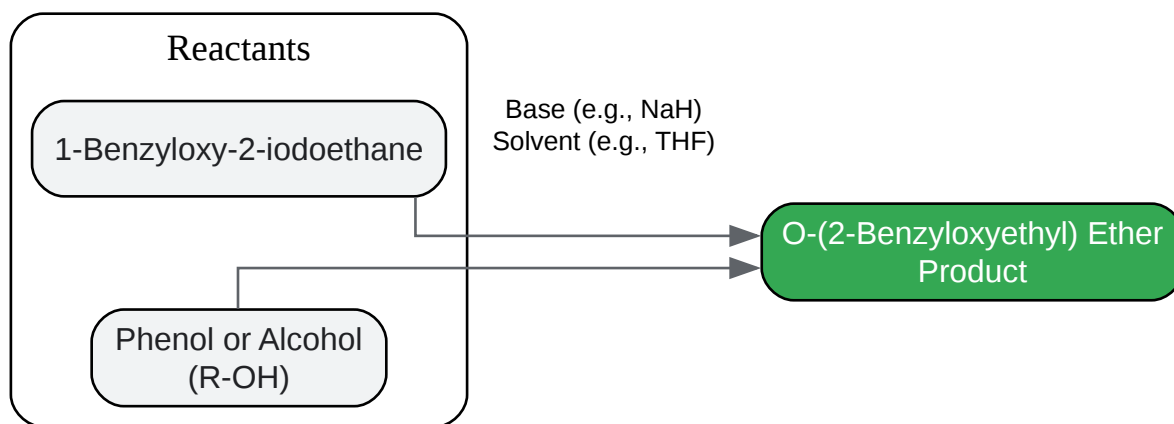 Reactants
1-Benzyloxy-2-iodoethane
Base (e.g., NaH)
Solvent (e.g., THF)
O-(2-Benzyloxyethyl) Ether
Product
Phenol or Alcohol
(R-OH)